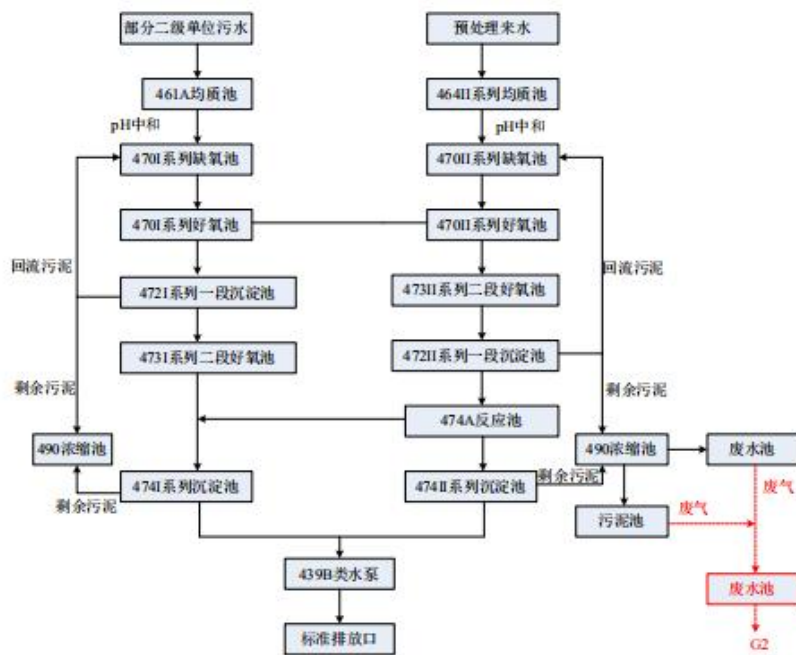 部分二级单位污水
预处理来水
461A均质池
464II系列均质池
pH中和
pH中和
470I系列缺氧池
470II系列缺氧池
470I系列好氧池
470II系列好氧池
回流污泥
回流污泥
472I系列一段沉淀池
473II系列二段好氧池
473I系列二段好氧池
472II系列一段沉淀池
剩余污泥
剩余污泥
474A反应池
490浓缩池
490浓缩池
废水池
474I系列沉淀池
474II系列沉淀池
剩余污泥
剩余污泥
废气
污泥池
废气
439B类水泵
废水池
标准排放口
G2